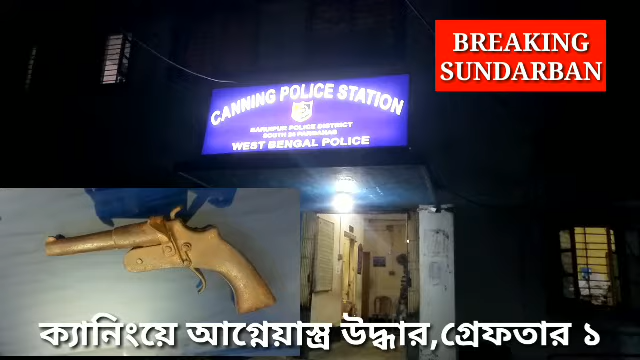 BREAKING
SUNDARBAN
CANNING POLICE STATION
BARUIPUR POLICE DISTRICT
SOUTH 24 PARGANAS
WEST BENGAL POLICE
ক্যানিংয়ে আগ্নেয়াস্ত্র উদ্ধার,গ্রেফতার ১